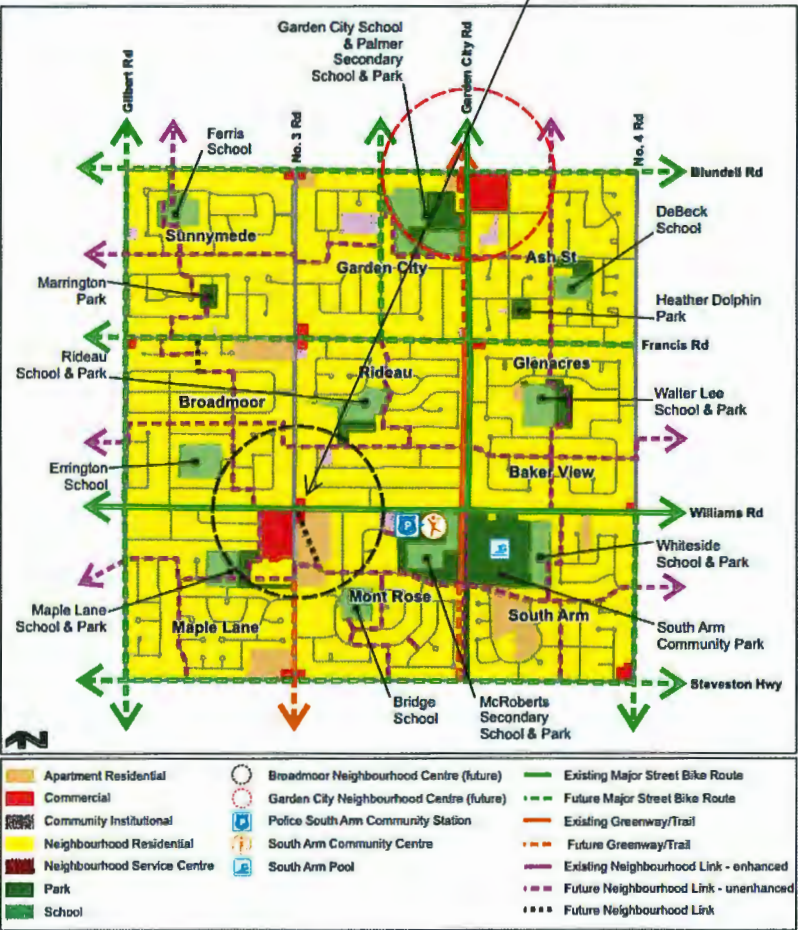 Garden City School
& Palmer
Secondary
School & Park
Gilbert Rd
Garden City Rd
Ferris
School
No. 3 Rd
No. 4 Rd
Blundell Rd
DeBeck
School
Sunnymede
Garden City
Ash St
Marrington
Park
Heather Dolphin
Park
Francis Rd
Rideau
School & Park
Rideau
Glenacres
Broadmoor
Walter Lee
School & Park
Errington
School
Baker View
Williams Rd
P
Whiteside
School & Park
Maple Lane
School & Park
Mont Rose
Maple Lane
South Arm
South Arm
Community Park
Steveston Hwy
Bridge
School
McRoberts
Secondary
School & Park
N
Apartment Residential
Commercial
Community Institutional
Neighbourhood Residential
Neighbourhood Service Centre
Park
School
Broadmoor Neighbourhood Centre (future)
Garden City Neighbourhood Centre (future)
Police South Arm Community Station
South Arm Community Centre
South Arm Pool
Existing Major Street Bike Route
Future Major Street Bike Route
Existing Greenway/Trail
Future Greenway/Trail
Existing Neighbourhood Link - enhanced
Future Neighbourhood Link - unenhanced
Future Neighbourhood Link